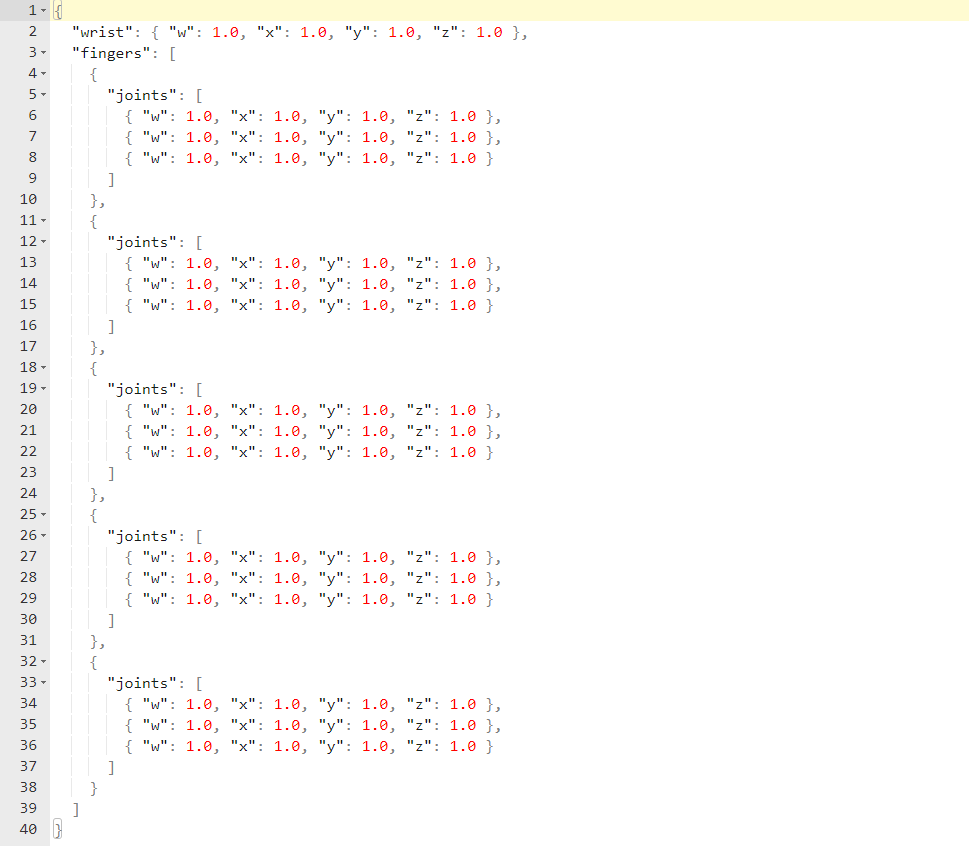 1 {
2   "wrist": { "w": 1.0, "x": 1.0, "y": 1.0, "z": 1.0 },
3   "fingers": [
4     {
5       "joints": [
6         { "w": 1.0, "x": 1.0, "y": 1.0, "z": 1.0 },
7         { "w": 1.0, "x": 1.0, "y": 1.0, "z": 1.0 },
8         { "w": 1.0, "x": 1.0, "y": 1.0, "z": 1.0 }
9       ]
10     },
11     {
12       "joints": [
13         { "w": 1.0, "x": 1.0, "y": 1.0, "z": 1.0 },
14         { "w": 1.0, "x": 1.0, "y": 1.0, "z": 1.0 },
15         { "w": 1.0, "x": 1.0, "y": 1.0, "z": 1.0 }
16       ]
17     },
18     {
19       "joints": [
20         { "w": 1.0, "x": 1.0, "y": 1.0, "z": 1.0 },
21         { "w": 1.0, "x": 1.0, "y": 1.0, "z": 1.0 },
22         { "w": 1.0, "x": 1.0, "y": 1.0, "z": 1.0 }
23       ]
24     },
25     {
26       "joints": [
27         { "w": 1.0, "x": 1.0, "y": 1.0, "z": 1.0 },
28         { "w": 1.0, "x": 1.0, "y": 1.0, "z": 1.0 },
29         { "w": 1.0, "x": 1.0, "y": 1.0, "z": 1.0 }
30       ]
31     },
32     {
33       "joints": [
34         { "w": 1.0, "x": 1.0, "y": 1.0, "z": 1.0 },
35         { "w": 1.0, "x": 1.0, "y": 1.0, "z": 1.0 },
36         { "w": 1.0, "x": 1.0, "y": 1.0, "z": 1.0 }
37       ]
38     }
39   ]
40 }